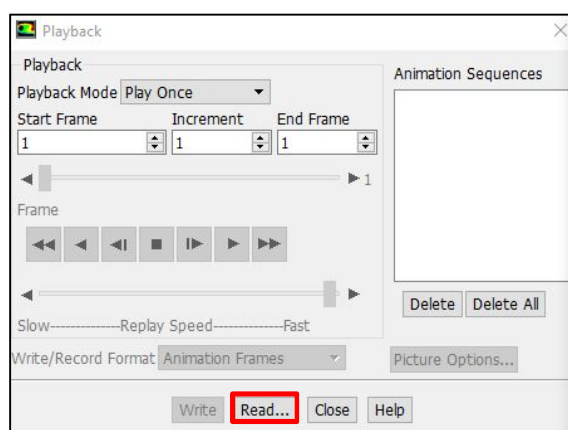 Playback
Playback
Animation Sequences
Playback Mode Play Once
Start Frame Increment End Frame
1 1 1
1
Frame
Slow--------------Replay Speed--------------Fast
Delete Delete All
Write/Record Format Animation Frames
Picture Options...
Write Read... Close Help